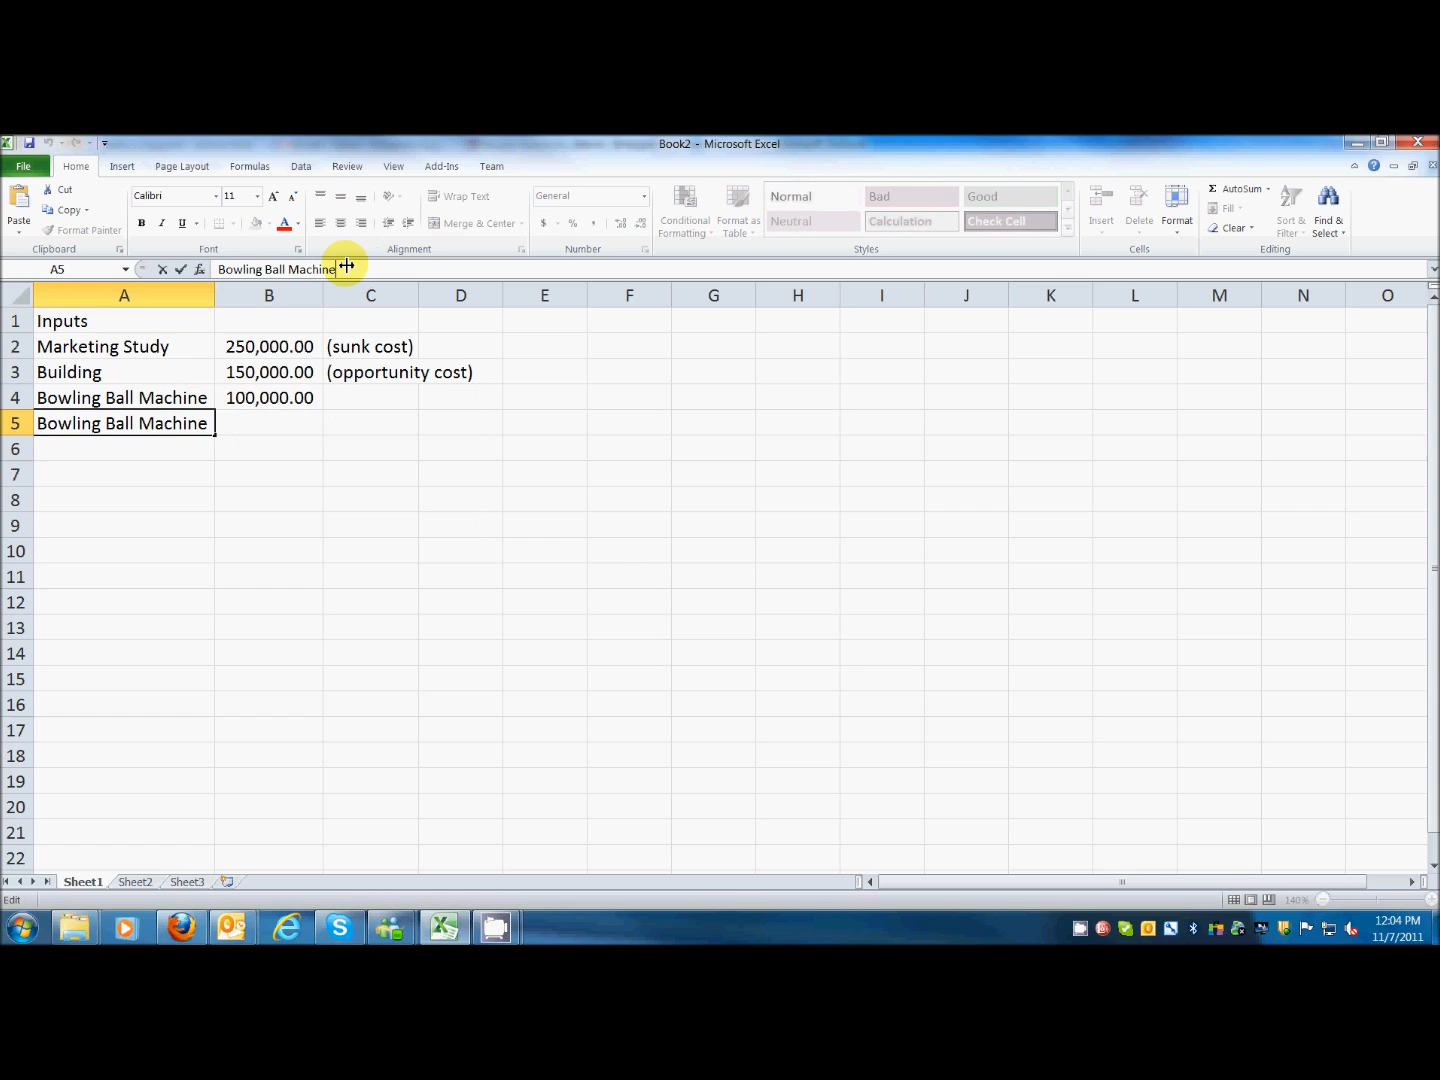 Book2 - Microsoft Excel
File Home Insert Page Layout Formulas Data Review View Add-Ins Team
Cut
Copy
Format Painter
Paste
Clipboard
Calibri 11
B I U
Font
Wrap Text
Merge & Center
Alignment
General
$ % ,
Number
Conditional Formatting
Format as Table
Normal Bad Good
Neutral Calculation Check Cell
Styles
Insert Delete Format
Cells
Σ AutoSum
Fill
Clear
Sort & Filter
Find & Select
Editing
A5 fx Bowling Ball Machine
A B C D E F G H I J K L M N O
1 Inputs
2 Marketing Study 250,000.00 (sunk cost)
3 Building 150,000.00 (opportunity cost)
4 Bowling Ball Machine 100,000.00
5 Bowling Ball Machine
6
7
8
9
10
11
12
13
14
15
16
17
18
19
20
21
22
Sheet1 Sheet2 Sheet3
Edit 140%
12:04 PM
11/7/2011